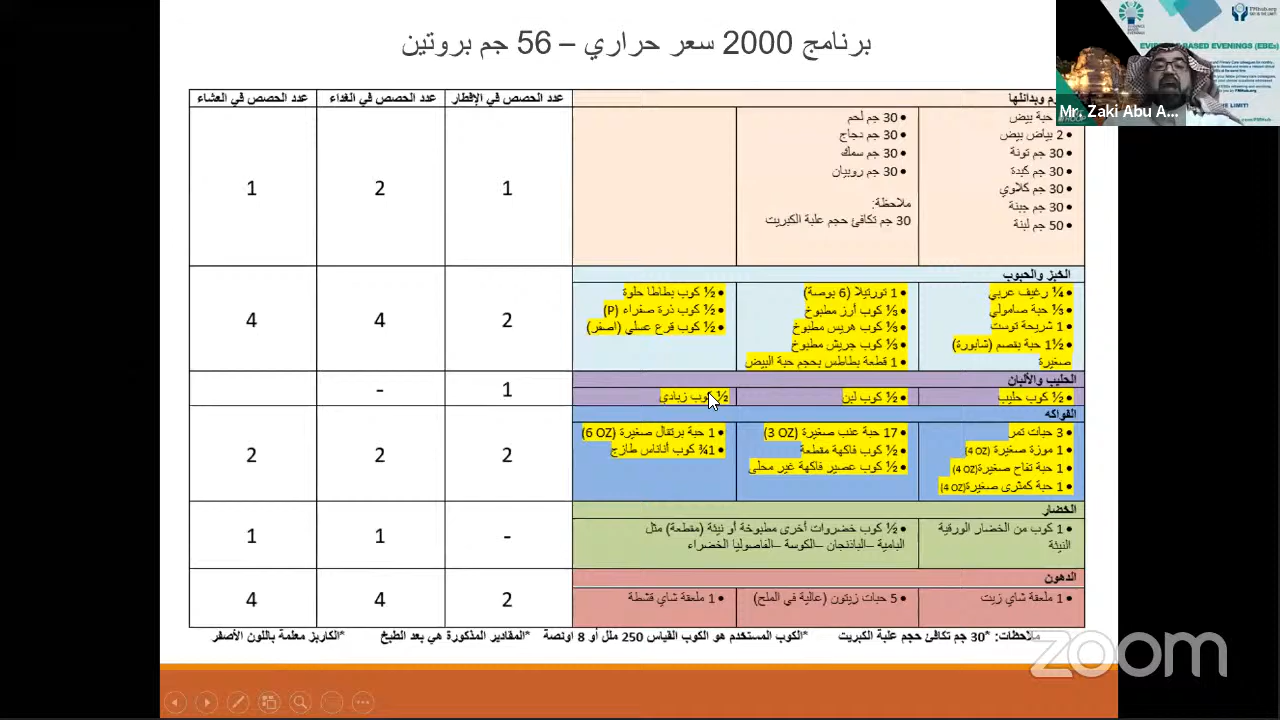 برنامج 2000 سعر حراري – 56 جم بروتين
عدد الحصص في الإفطار
عدد الحصص في الغداء
عدد الحصص في العشاء
وبدائلها
حبة بيض
• 2 بياض بيض
• 30 جم تونة
• 30 جم كبدة
• 30 جم كلاوي
• 30 جم جبنة
• 50 جم لبنة
• 30 جم لحم
• 30 جم دجاج
• 30 جم سمك
• 30 جم روبيان
ملاحظة:
30 جم تكافئ حجم علبة الكبريت
1
2
1
الخبز والحبوب
• ¼ رغيف عربي
• ⅓ حبة صامولي
• 1 شريحة توست
• 1½ حبة بقصم (شابورة)
صغيرة
• 1 تورتيلا (6 بوصة)
• ⅓ كوب أرز مطبوخ
• ⅓ كوب هريس مطبوخ
• ⅓ كوب جريش مطبوخ
• 1 قطعة بطاطس بحجم حبة البيض
• ½ كوب بطاطا حلوة
• ½ كوب ذرة صفراء (P)
• ½ كوب قرع عسلي (اصفر)
2
4
4
الحليب والألبان
• ½ كوب حليب
• ½ كوب لبن
½ كوب زبادي
1
-
الفواكه
• 3 حبات تمر
• 1 موزة صغيرة (4 OZ)
• 1 حبة تفاح صغيرة(4 OZ)
• 1 حبة كمثرى صغيرة(4 OZ)
• 17 حبة عنب صغيرة (3 OZ)
• ½ كوب فاكهة مقطعة
• ½ كوب عصير فاكهة غير محلى
• 1 حبة برتقال صغيرة (6 OZ)
• 1¾ كوب أناناس طازج
2
2
2
الخضار
• 1 كوب من الخضار الورقية
النيئة
• ½ كوب خضروات أخرى مطبوخة أو نيئة (مقطعة) مثل
البامية –الباذنجان –الكوسة –الفاصوليا الخضراء
-
1
1
الدهون
• 1 ملعقة شاي زيت
• 5 حبات زيتون (عالية في الملح)
• 1 ملعقة شاي قشطة
2
4
4
ملاحظات: *30 جم تكافئ حجم علبة الكبريت *الكوب المستخدم هو الكوب القياس 250 ملل أو 8 اونصة *المقادير المذكورة هي بعد الطبخ *الكاربز معلمة باللون الأصفر
zoom
Mr. Zaki Abu A...